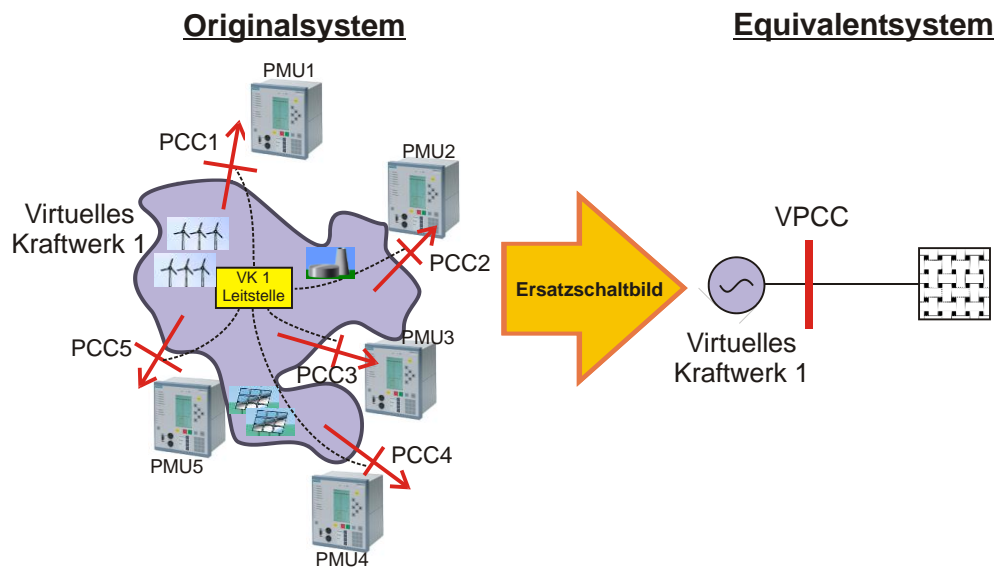 Originalsystem
Equivalentsystem
PMU1
PCC1
PMU2
Virtuelles
Kraftwerk 1
PCC2
VK 1
Leitstelle
VPCC
Ersatzschaltbild
PMU3
PCC5
PCC3
Virtuelles
Kraftwerk 1
PCC4
PMU5
PMU4